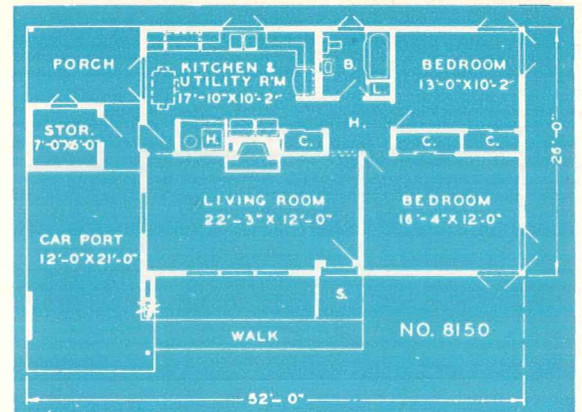 PORCH
KITCHEN &
UTILITY R'M
17'-10"X10'-2"
B.
L.
BEDROOM
13'-0"X10'-2"
STOR.
7'-0"X6'-0"
H.
C.
H.
C.
C.
26'-0"
LIVING ROOM
22'-3" X 12'-0"
BEDROOM
16'-4"X12'-0"
CAR PORT
12'-0"X21'-0"
S.
WALK
NO. 8150
52'-0"